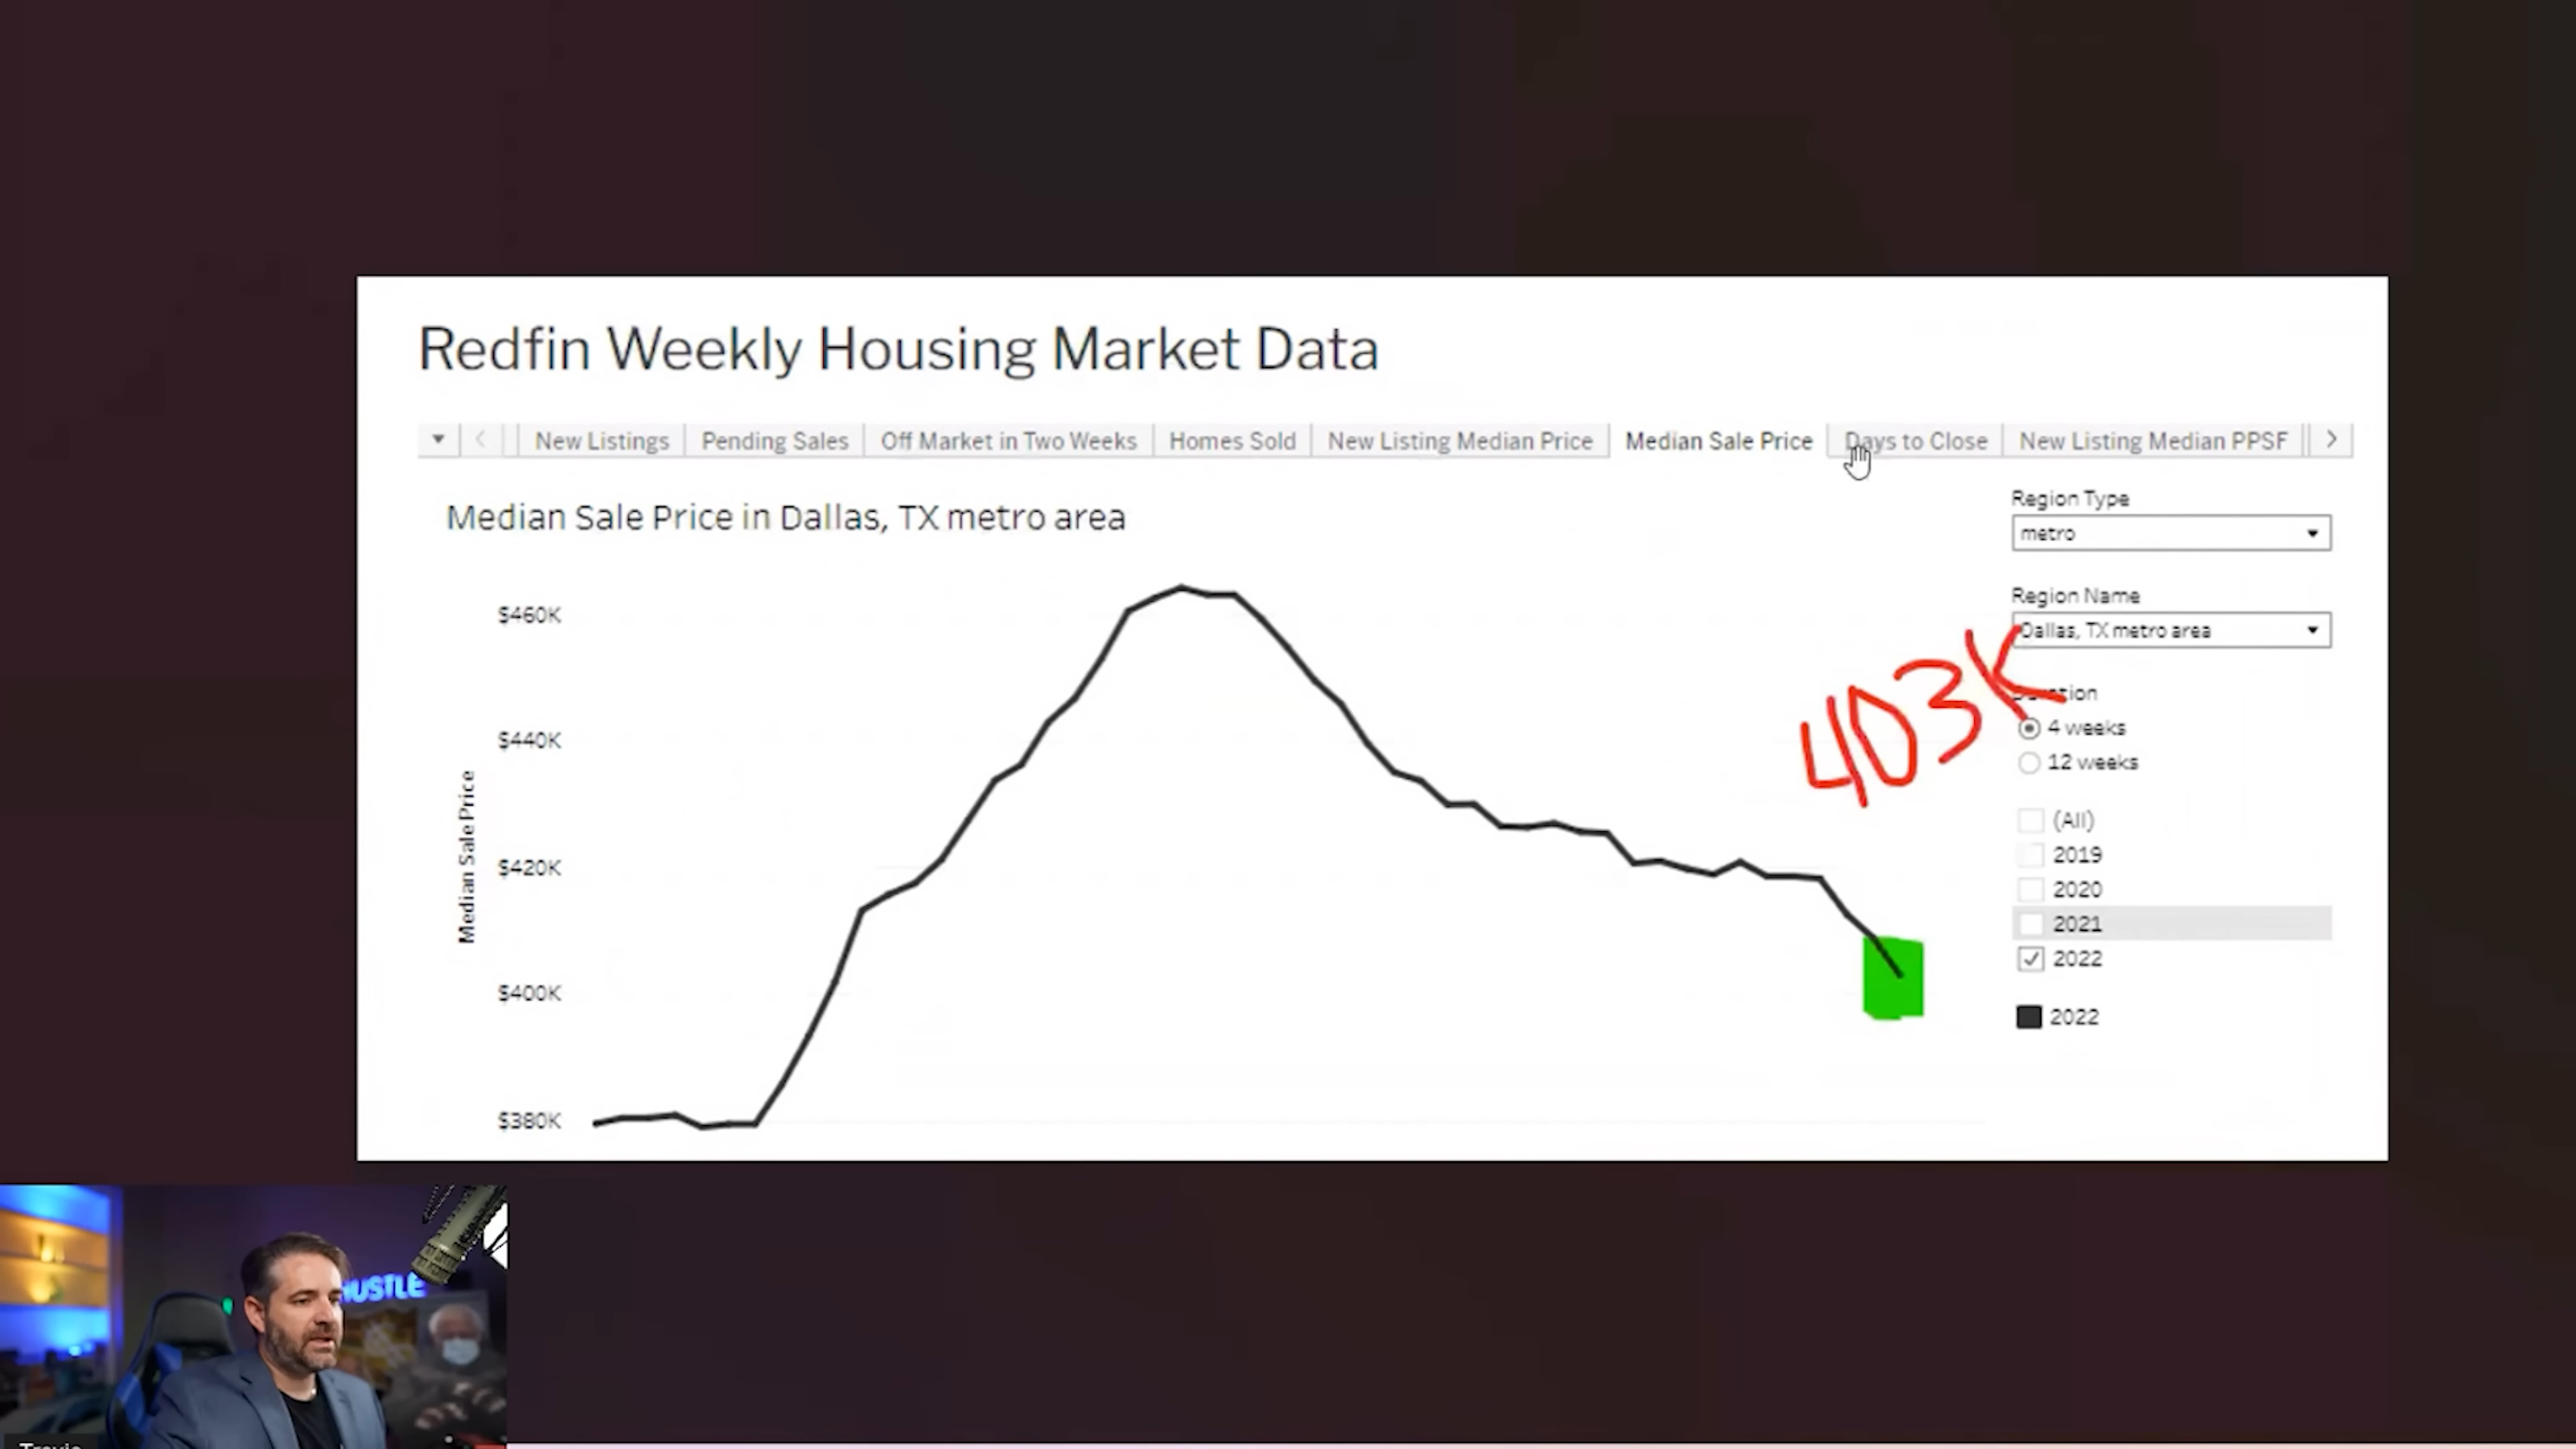 Redfin Weekly Housing Market Data
New Listings Pending Sales Off Market in Two Weeks Homes Sold New Listing Median Price Median Sale Price Days to Close New Listing Median PPSF
Median Sale Price in Dallas, TX metro area
Region Type
metro
Region Name
Dallas, TX metro area
403K
4 weeks
12 weeks
(All)
2019
2020
2021
2022
2022
Median Sale Price
$460K
$440K
$420K
$400K
$380K
HUSTLE